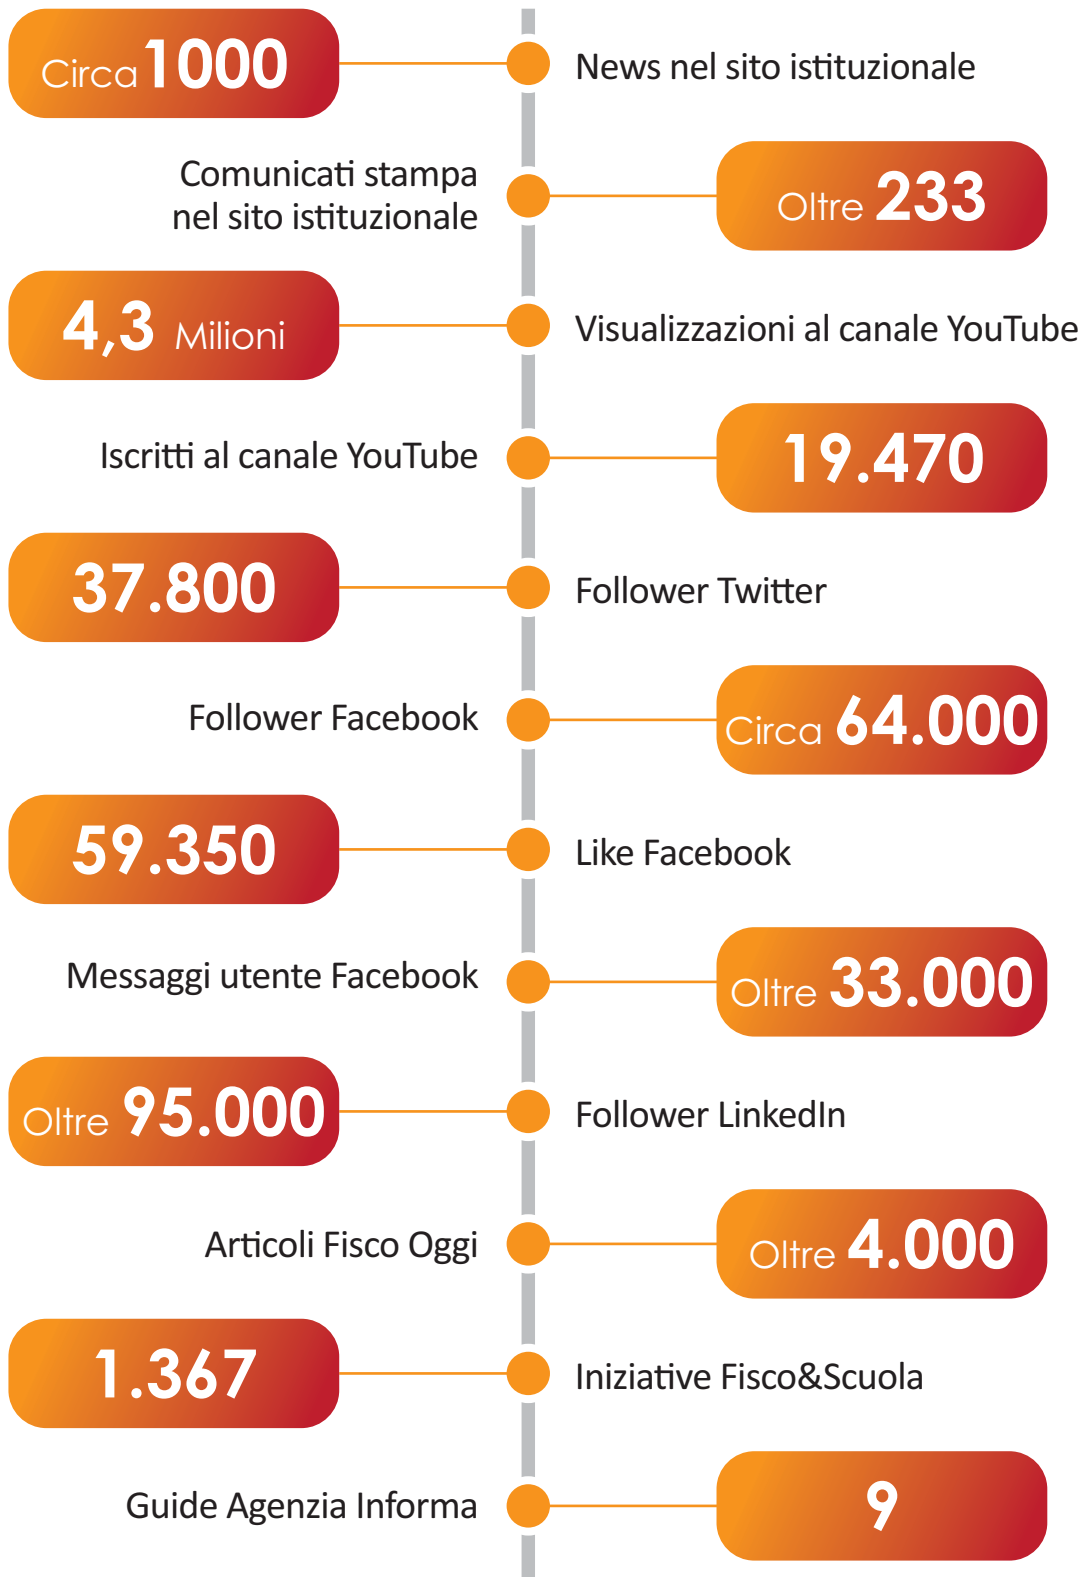 Circa 1000
News nel sito istituzionale
Comunicati stampa
nel sito istituzionale
Oltre 233
4,3 Milioni
Visualizzazioni al canale YouTube
Iscritti al canale YouTube
19.470
37.800
Follower Twitter
Follower Facebook
Circa 64.000
59.350
Like Facebook
Messaggi utente Facebook
Oltre 33.000
Oltre 95.000
Follower LinkedIn
Articoli Fisco Oggi
Oltre 4.000
1.367
Iniziative Fisco&Scuola
Guide Agenzia Informa
9